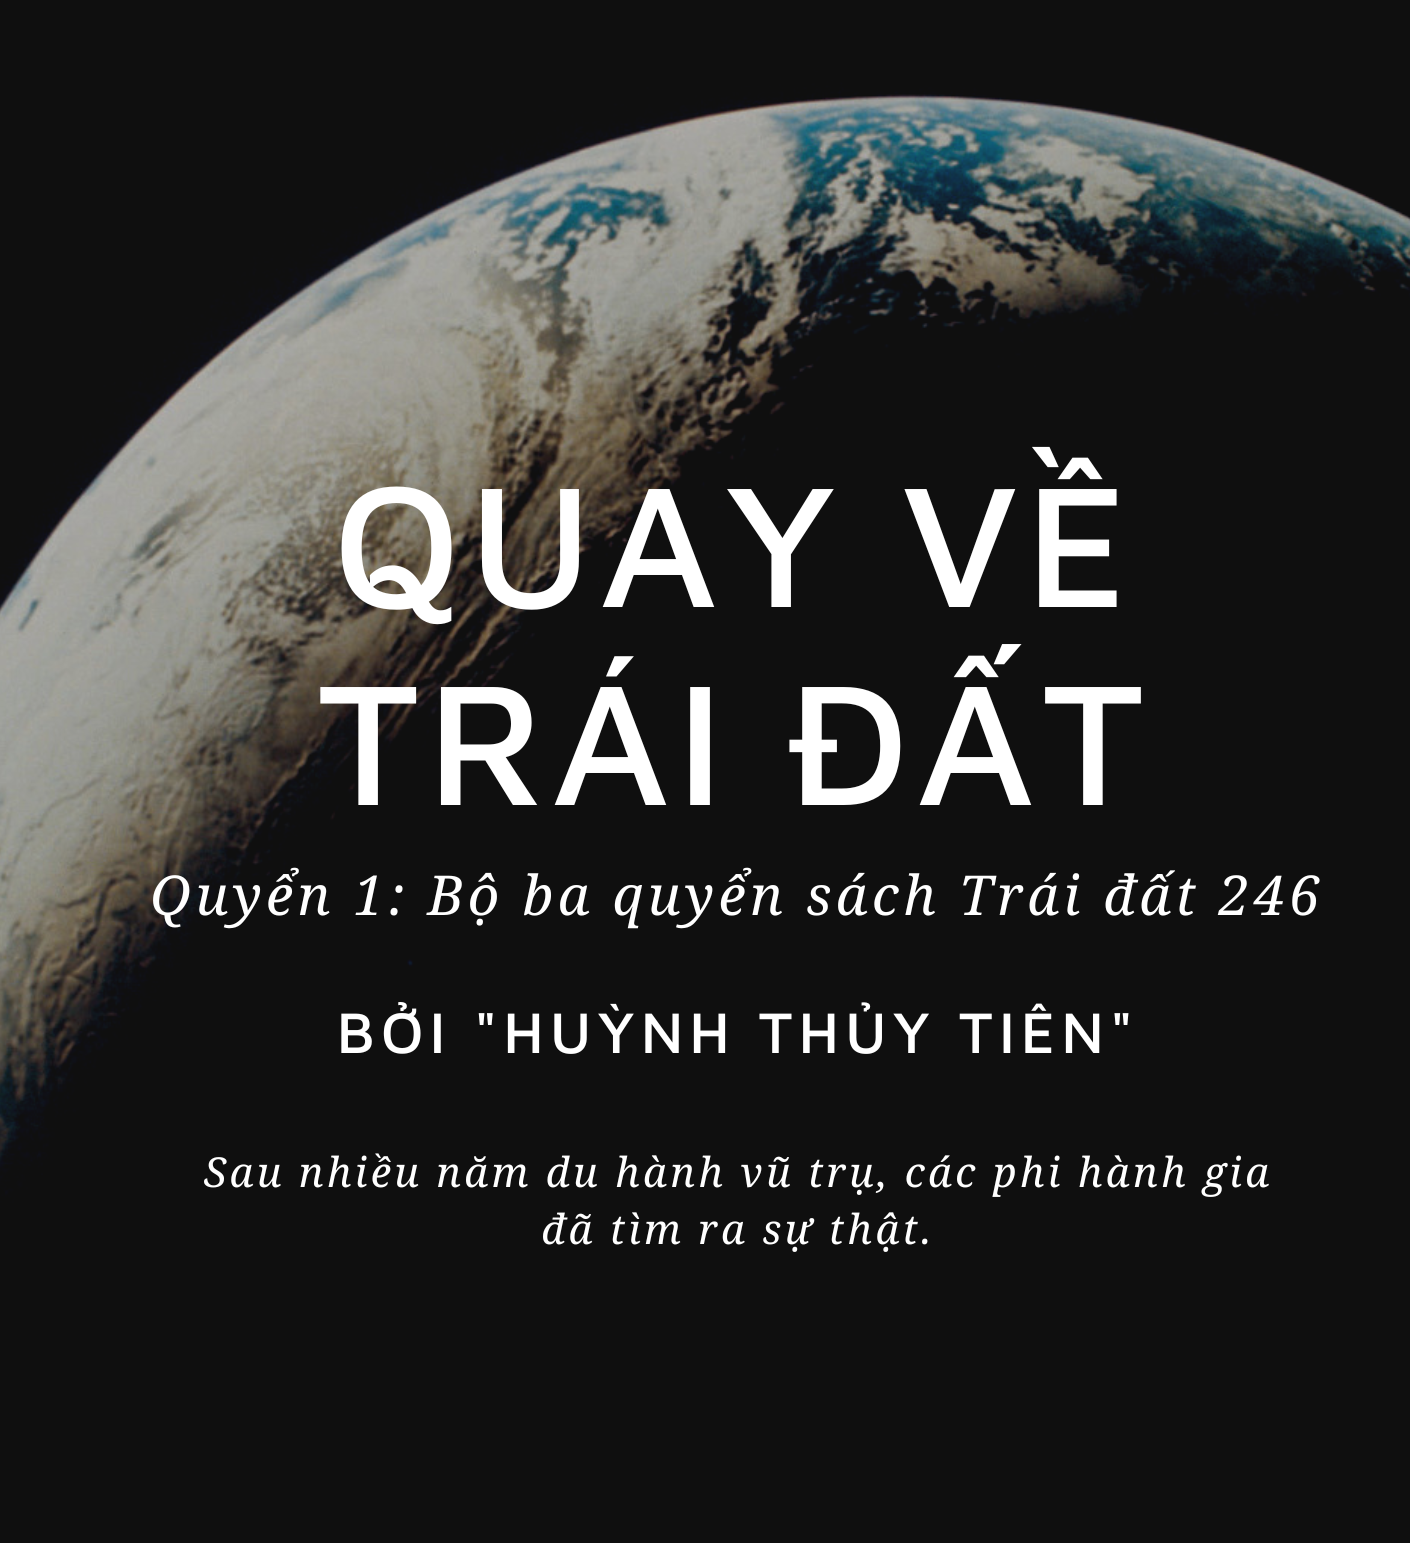 QUAY VỀ
TRÁI ĐẤT
Quyển 1: Bộ ba quyển sách Trái đất 246
BỞI "HUỲNH THỦY TIÊN"
Sau nhiều năm du hành vũ trụ, các phi hành gia
đã tìm ra sự thật.